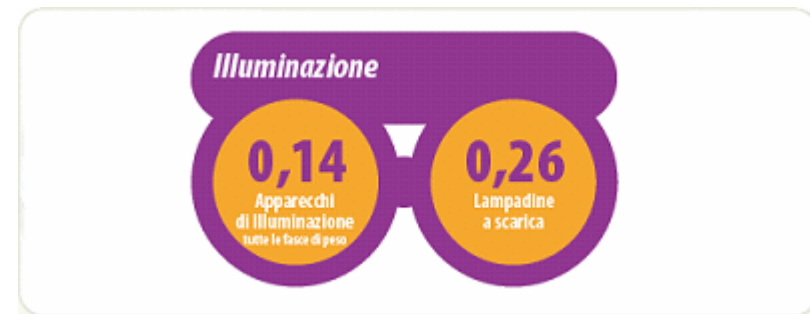 Illuminazione
0,14
Apparecchi
di Illuminazione
tutte le fasce di peso
0,26
Lampadine
a scarica